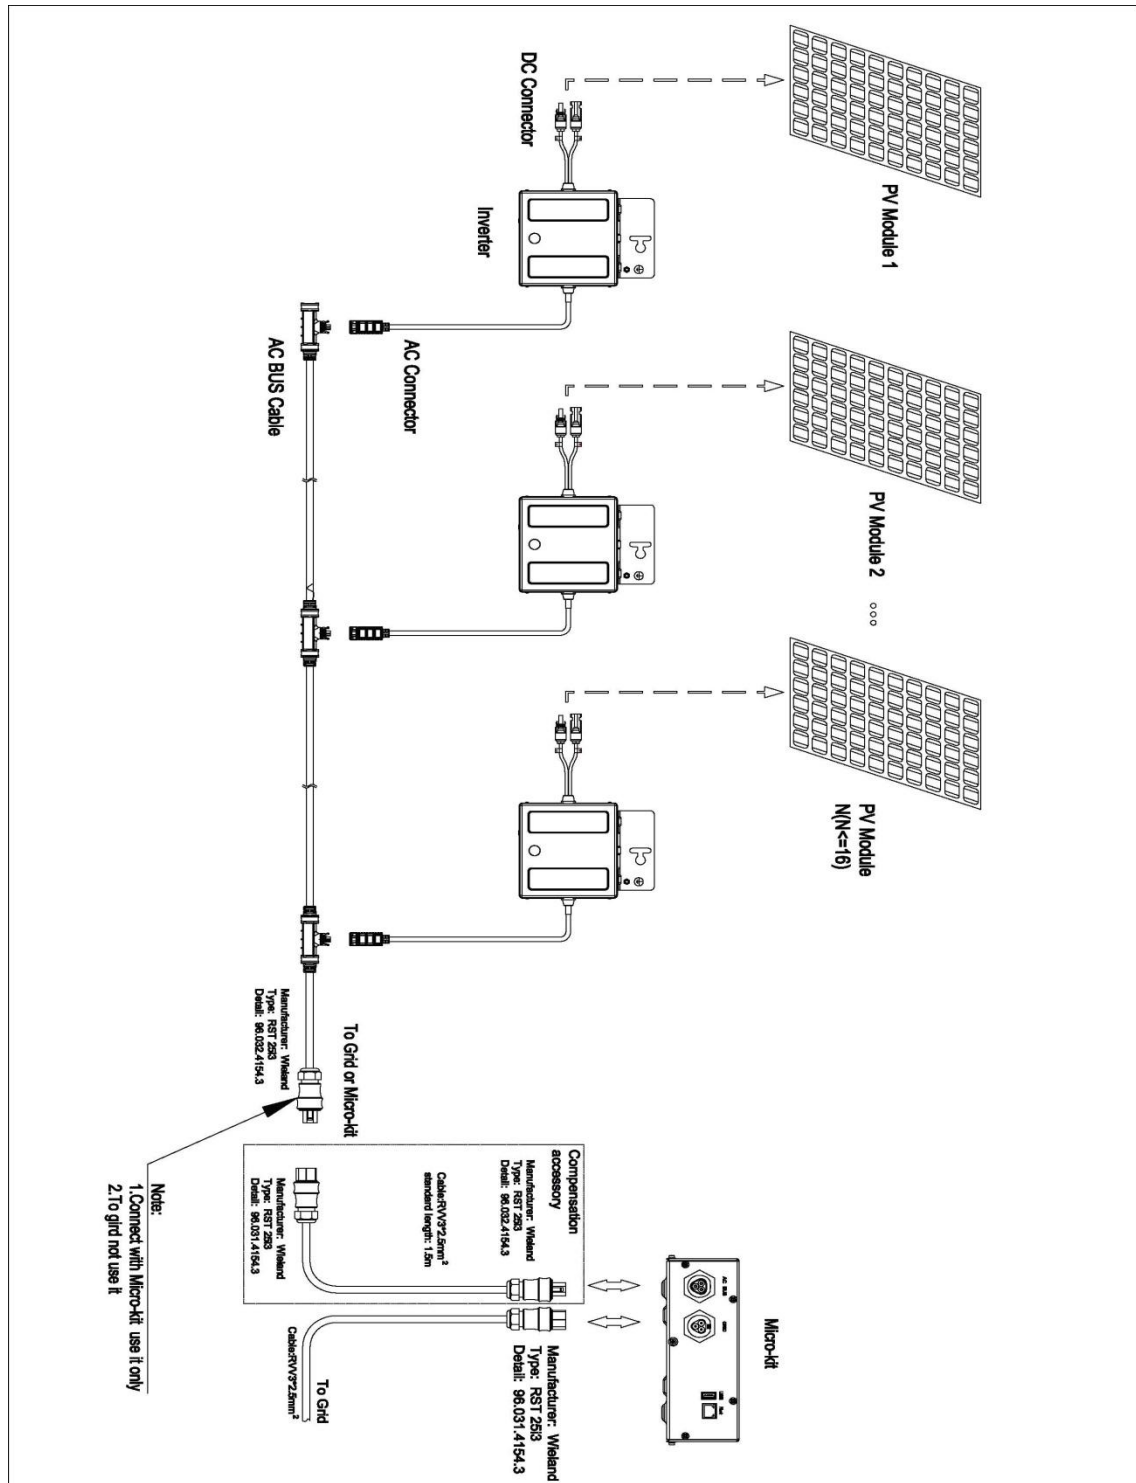 PV Module 1
PV Module 2
PV Module
N(N<=16)
DC Connector
Inverter
AC Connector
AC BUS Cable
Micro-kit
AC BUS
GRID
USB
Compensation
accessory
Manufacturer: Wieland
Type: RST 25i3
Detail: 96.032.4154.3
Cable:RVV3*2.5mm²
standard length: 1.5m
Manufacturer: Wieland
Type: RST 25i3
Detail: 96.031.4154.3
Manufacturer: Wieland
Type: RST 25i3
Detail: 96.031.4154.3
To Grid
Cable:RVV3*2.5mm²
To Grid or Micro-kit
Manufacturer: Wieland
Type: RST 25i3
Detail: 96.032.4154.3
Note:
1.Connect with Micro-kit use it only
2.To gird not use it